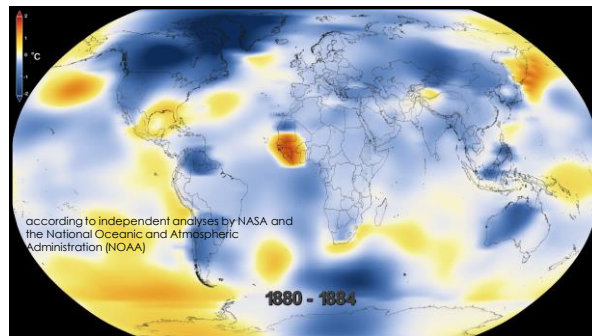 °C
according to independent analyses by NASA and
the National Oceanic and Atmospheric
Administration (NOAA)
1880 - 1884